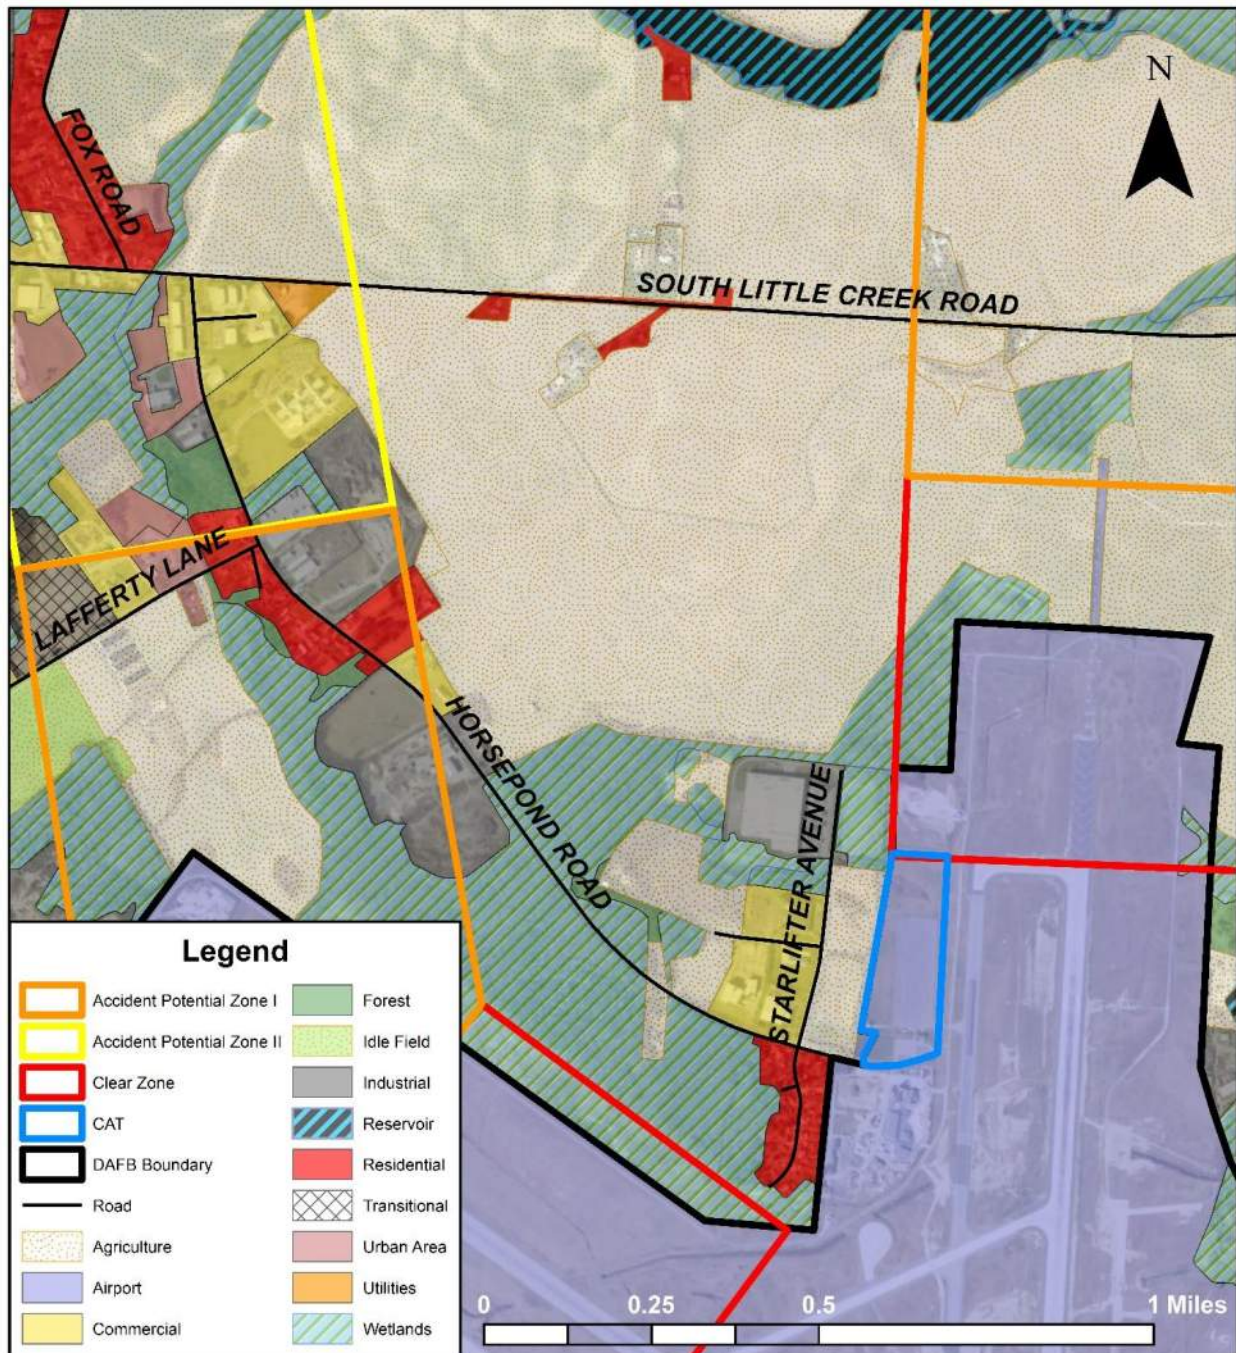 N
FOX ROAD
SOUTH LITTLE CREEK ROAD
LAFFERTY LANE
HORSEPOND ROAD
STARLIFTER AVENUE
Legend
Accident Potential Zone I
Accident Potential Zone II
Clear Zone
CAT
DAFB Boundary
Road
Agriculture
Airport
Commercial
Forest
Idle Field
Industrial
Reservoir
Residential
Transitional
Urban Area
Utilities
Wetlands
0 0.25 0.5 1 Miles